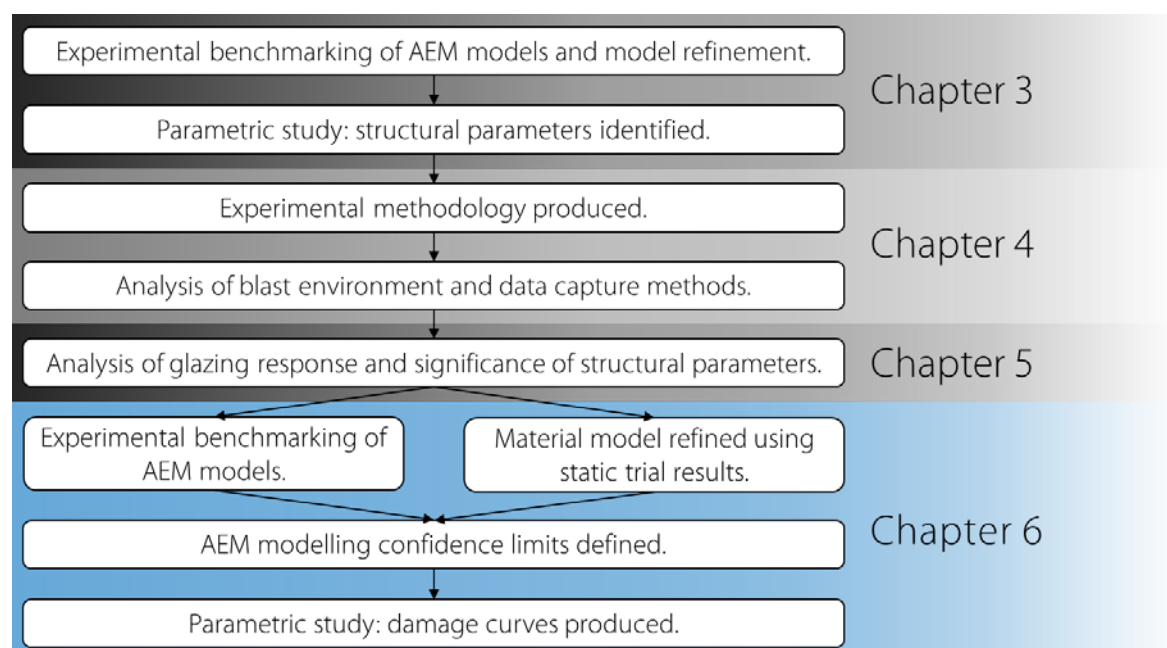 Experimental benchmarking of AEM models and model refinement.
Chapter 3
Parametric study: structural parameters identified.
Experimental methodology produced.
Chapter 4
Analysis of blast environment and data capture methods.
Analysis of glazing response and significance of structural parameters.
Chapter 5
Experimental benchmarking of
AEM models.
Material model refined using
static trial results.
Chapter 6
AEM modelling confidence limits defined.
Parametric study: damage curves produced.